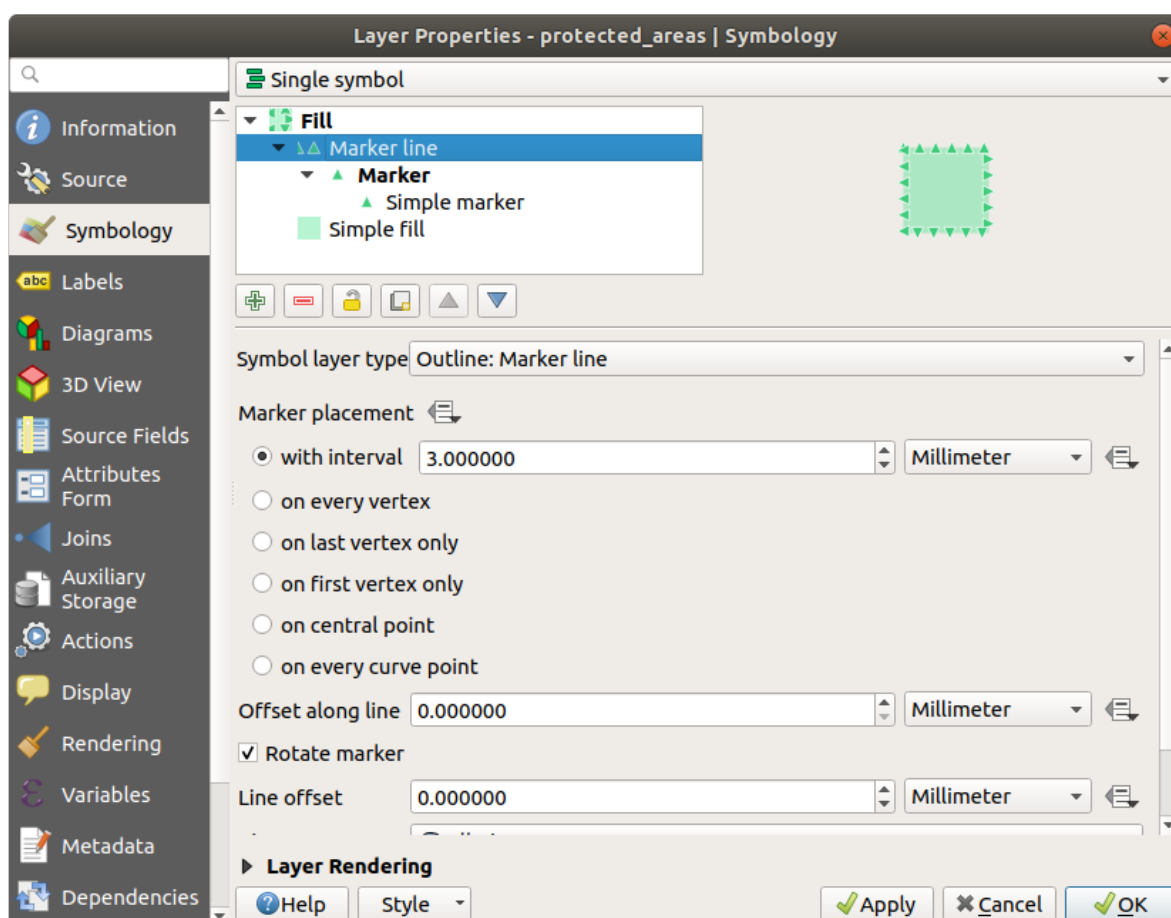 Layer Properties - protected_areas | Symbology
Single symbol
Information
Source
Symbology
abc Labels
Diagrams
3D View
Source Fields
Attributes
Form
Joins
Auxiliary
Storage
Actions
Display
Rendering
Variables
Metadata
Dependencies
Fill
Marker line
Marker
Simple marker
Simple fill
Symbol layer type Outline: Marker line
Marker placement
with interval 3.000000 Millimeter
on every vertex
on last vertex only
on first vertex only
on central point
on every curve point
Offset along line 0.000000 Millimeter
Rotate marker
Line offset 0.000000 Millimeter
Layer Rendering
Help Style Apply Cancel OK